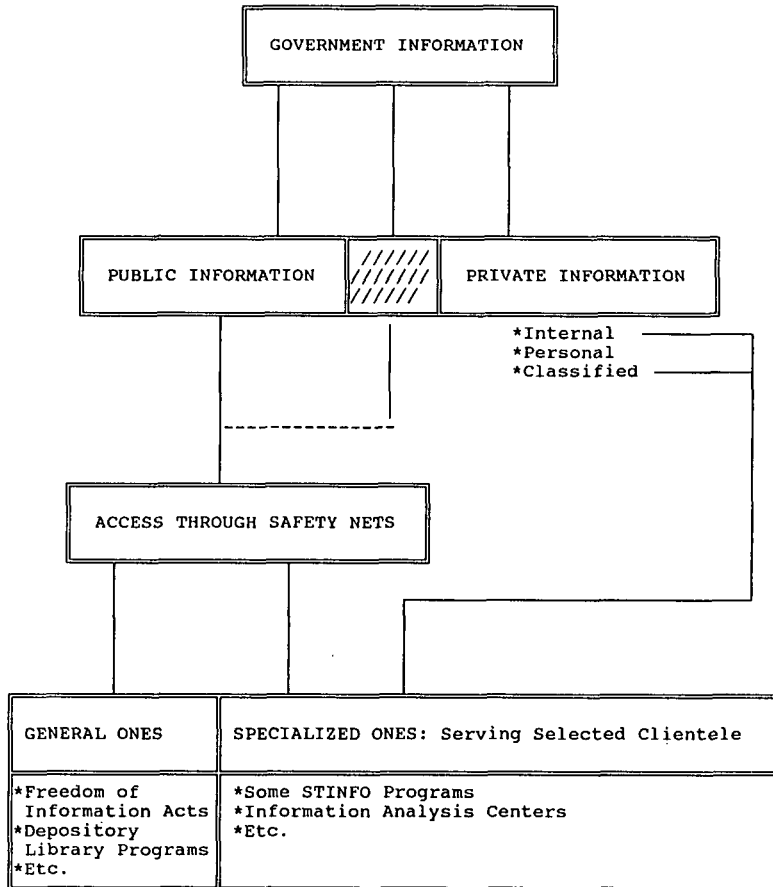 GOVERNMENT INFORMATION
PUBLIC INFORMATION
PRIVATE INFORMATION
*Internal
*Personal
*Classified
ACCESS THROUGH SAFETY NETS
GENERAL ONES
SPECIALIZED ONES: Serving Selected Clientele
*Freedom of
Information Acts
*Depository
Library Programs
*Etc.
*Some STINFO Programs
*Information Analysis Centers
*Etc.